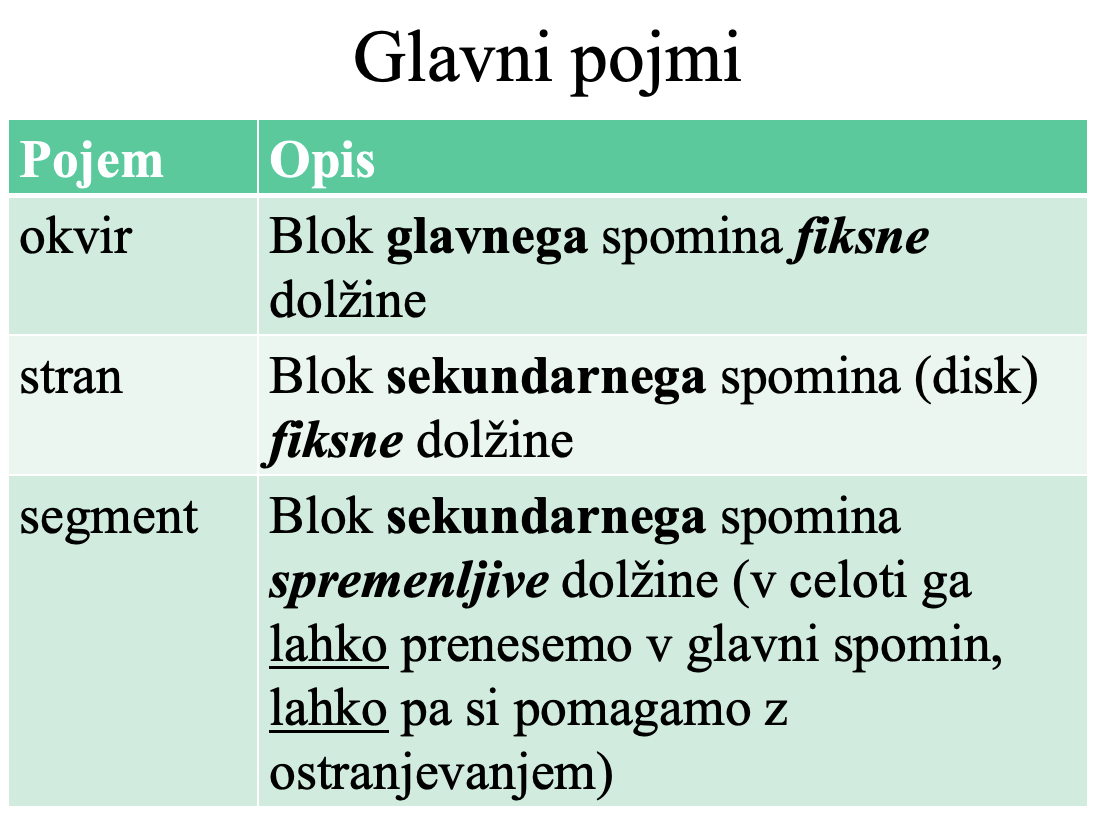 Glavni pojmi
Pojem
Opis
okvir
Blok glavnega spomina fiksne
dolžine
stran
Blok sekundarnega spomina (disk)
fiksne dolžine
segment
Blok sekundarnega spomina
spremenljive dolžine (v celoti ga
lahko prenesemo v glavni spomin,
lahko pa si pomagamo z
ostranjevanjem)